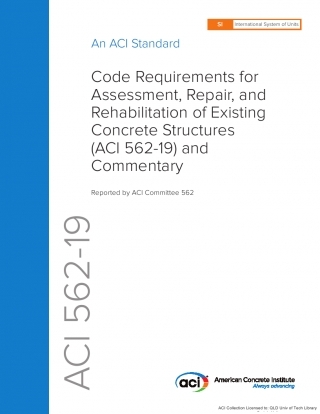 SI International System of Units
An ACI Standard
Code Requirements for
Assessment, Repair, and
Rehabilitation of Existing
Concrete Structures
(ACI 562-19) and
Commentary
Reported by ACI Committee 562
ACI 562-19
aci American Concrete Institute
Always advancing
ACI Collection Licensed to: QLD Univ of Tech Library